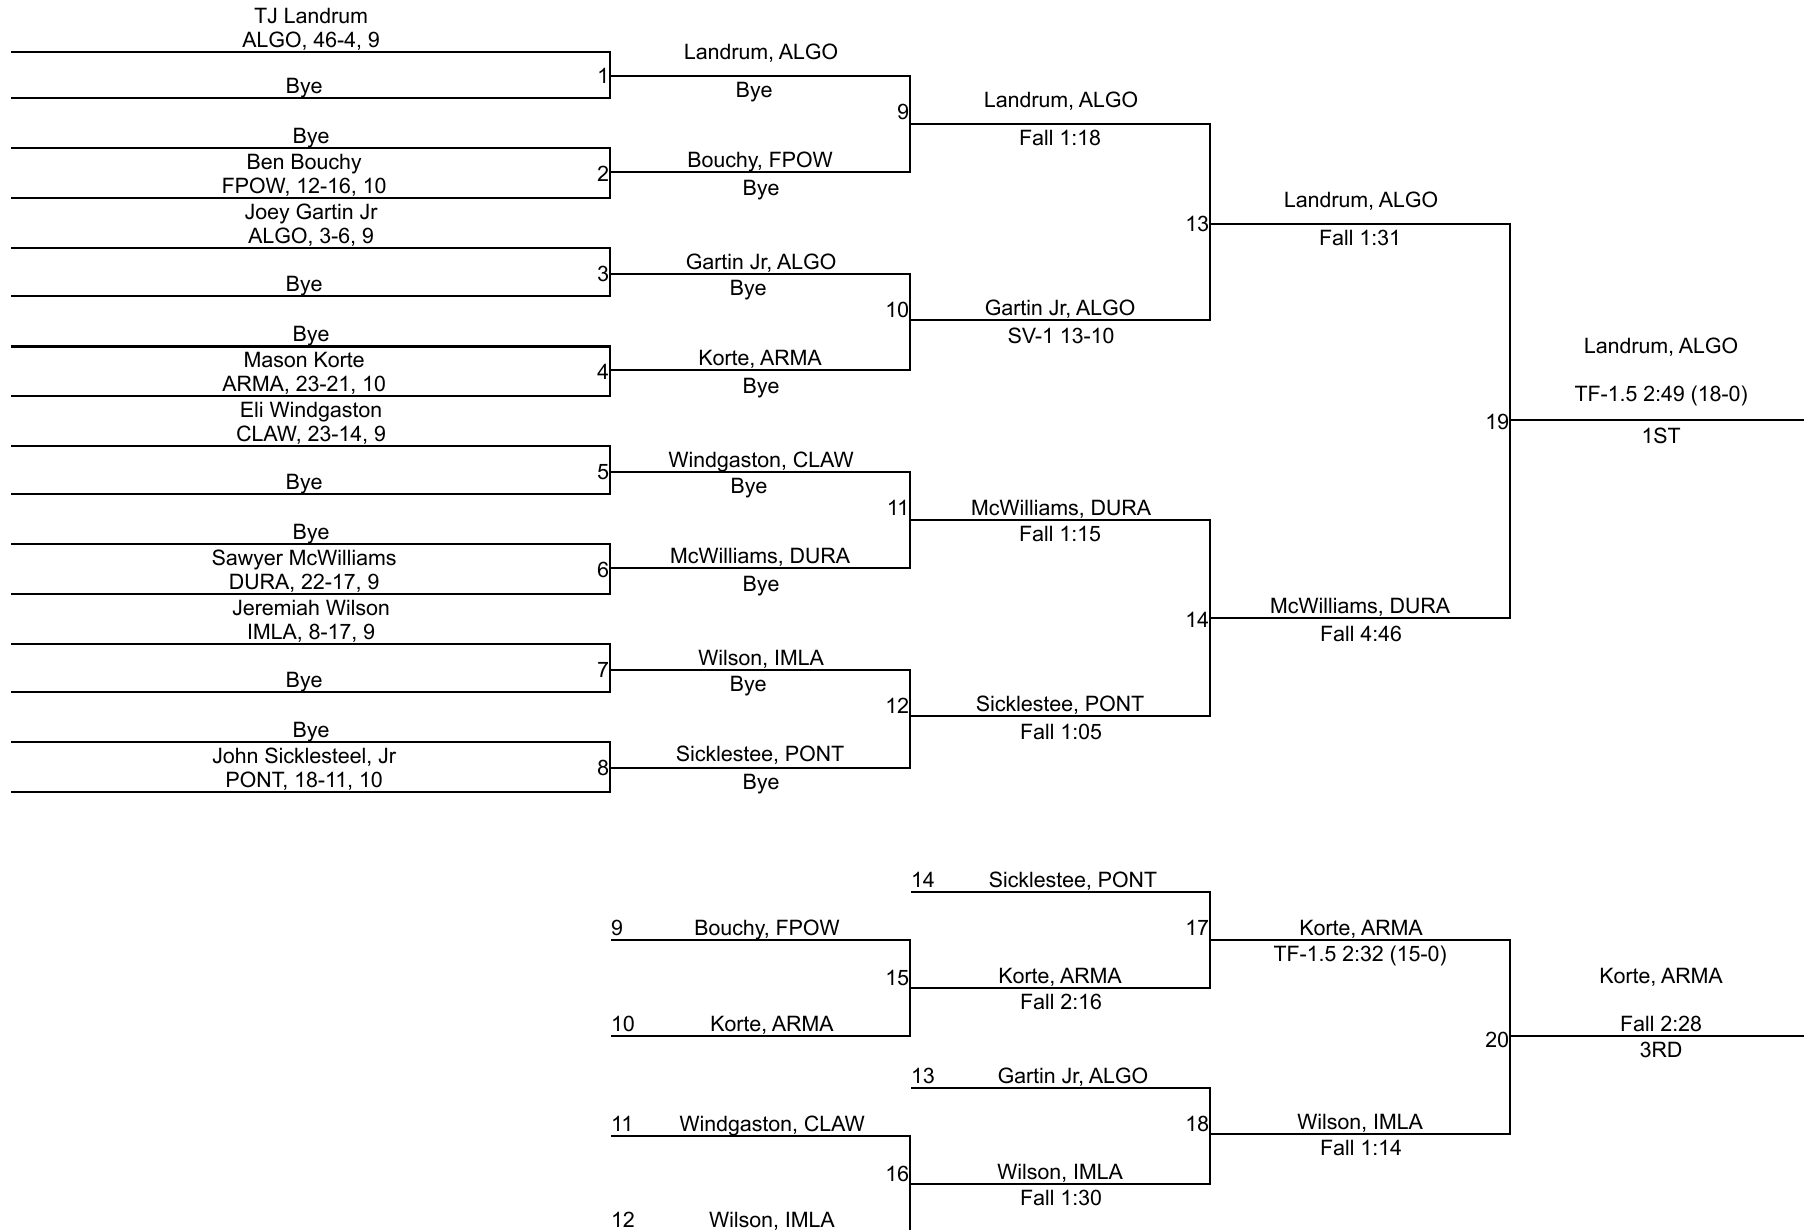 TJ Landrum
ALGO, 46-4, 9
Bye
1
Bye
Ben Bouchy
FPOW, 12-16, 10
2
Joey Gartin Jr
ALGO, 3-6, 9
Bye
3
Bye
Mason Korte
ARMA, 23-21, 10
4
Eli Windgaston
CLAW, 23-14, 9
Bye
5
Bye
Sawyer McWilliams
DURA, 22-17, 9
6
Jeremiah Wilson
IMLA, 8-17, 9
Bye
7
Bye
John Sicklesteel, Jr
PONT, 18-11, 10
8
Landrum, ALGO
Bye
9
Bouchy, FPOW
Bye
Gartin Jr, ALGO
Bye
10
Korte, ARMA
Bye
Windgaston, CLAW
Bye
11
McWilliams, DURA
Bye
Wilson, IMLA
Bye
12
Sicklestee, PONT
Bye
Landrum, ALGO
Fall 1:18
13
Gartin Jr, ALGO
SV-1 13-10
McWilliams, DURA
Fall 1:15
14
Sicklestee, PONT
Fall 1:05
Landrum, ALGO
Fall 1:31
19
McWilliams, DURA
Fall 4:46
Landrum, ALGO
TF-1.5 2:49 (18-0)
1ST
9
Bouchy, FPOW
15
10
Korte, ARMA
11
Windgaston, CLAW
16
12
Wilson, IMLA
14
Sicklestee, PONT
17
Korte, ARMA
Fall 2:16
13
Gartin Jr, ALGO
18
Wilson, IMLA
Fall 1:30
Korte, ARMA
TF-1.5 2:32 (15-0)
20
Wilson, IMLA
Fall 1:14
Korte, ARMA
Fall 2:28
3RD